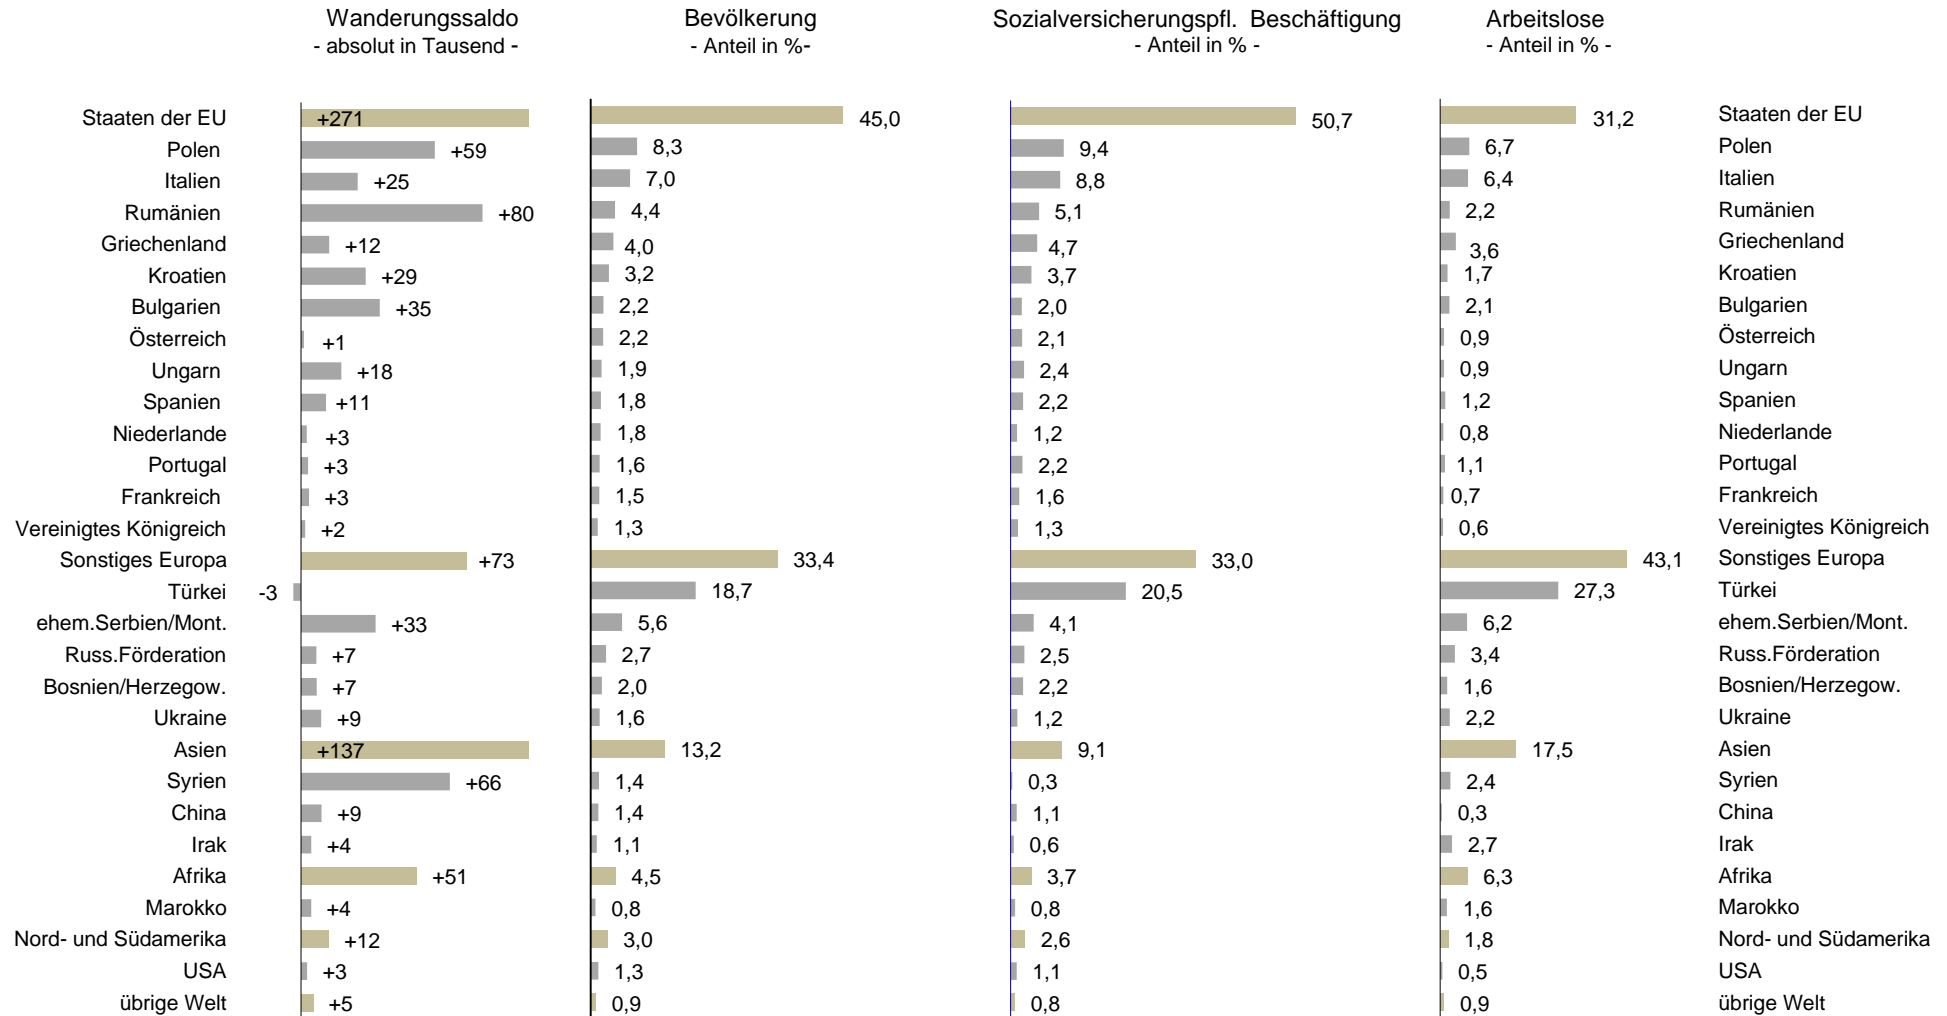 Wanderungssaldo Bevölkerung Sozialversicherungspfl. Beschäftigung Arbeitslose
- absolut in Tausend - - Anteil in %- - Anteil in % - - Anteil in % -
Staaten der EU +271 45,0 50,7 31,2 Staaten der EU
Polen +59 8,3 9,4 6,7 Polen
Italien +25 7,0 8,8 6,4 Italien
Rumänien +80 4,4 5,1 2,2 Rumänien
Griechenland +12 4,0 4,7 3,6 Griechenland
Kroatien +29 3,2 3,7 1,7 Kroatien
Bulgarien +35 2,2 2,0 2,1 Bulgarien
Österreich +1 2,2 2,1 0,9 Österreich
Ungarn +18 1,9 2,4 0,9 Ungarn
Spanien +11 1,8 2,2 1,2 Spanien
Niederlande +3 1,8 1,2 0,8 Niederlande
Portugal +3 1,6 2,2 1,1 Portugal
Frankreich +3 1,5 1,6 0,7 Frankreich
Vereinigtes Königreich +2 1,3 1,3 0,6 Vereinigtes Königreich
Sonstiges Europa +73 33,4 33,0 43,1 Sonstiges Europa
Türkei -3 18,7 20,5 27,3 Türkei
ehem.Serbien/Mont. +33 5,6 4,1 6,2 ehem.Serbien/Mont.
Russ.Förderation +7 2,7 2,5 3,4 Russ.Förderation
Bosnien/Herzegow. +7 2,0 2,2 1,6 Bosnien/Herzegow.
Ukraine +9 1,6 1,2 2,2 Ukraine
Asien +137 13,2 9,1 17,5 Asien
Syrien +66 1,4 0,3 2,4 Syrien
China +9 1,4 1,1 0,3 China
Irak +4 1,1 0,6 2,7 Irak
Afrika +51 4,5 3,7 6,3 Afrika
Marokko +4 0,8 0,8 1,6 Marokko
Nord- und Südamerika +12 3,0 2,6 1,8 Nord- und Südamerika
USA +3 1,3 1,1 0,5 USA
übrige Welt +5 0,9 0,8 0,9 übrige Welt